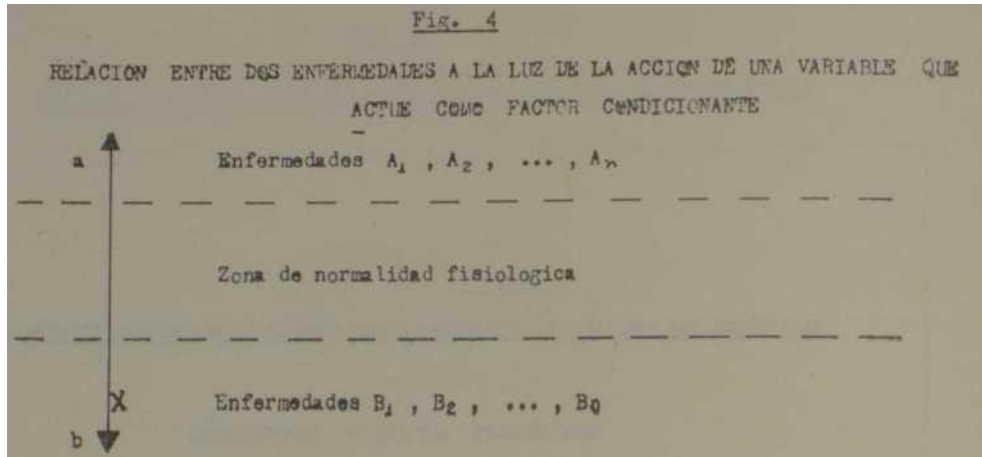 Fig. 4
RELACION ENTRE DOS ENFERMEDADES A LA LUZ DE LA ACCION DE UNA VARIABLE QUE
ACTUE COMO FACTOR CONDICIONANTE
a Enfermedades A₁ , A₂ , ... , Aₙ
Zona de normalidad fisiologica
X Enfermedades B₁ , B₂ , ... , BQ
b